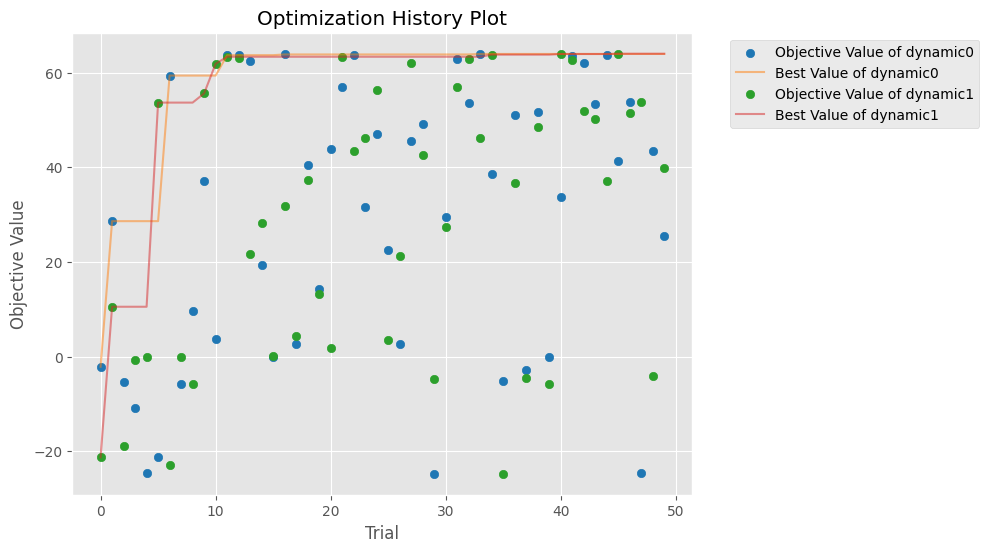 Optimization History Plot
Objective Value of dynamic0
Best Value of dynamic0
Objective Value of dynamic1
Best Value of dynamic1
Objective Value
60
40
20
0
−20
0 10 20 30 40 50
Trial